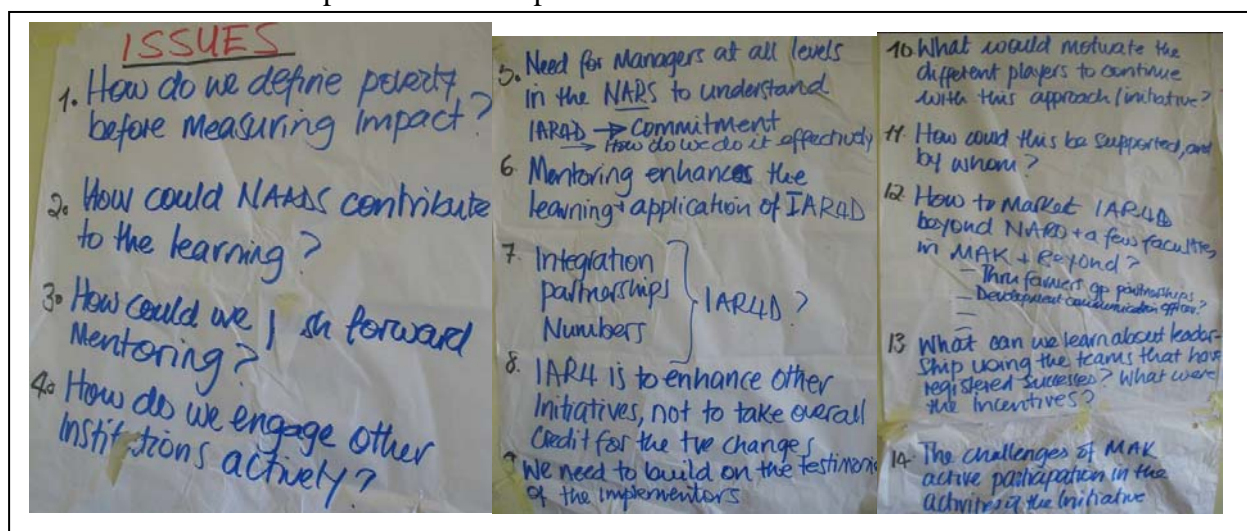 ISSUES
1. How do we define poverty
before measuring impact?
2. How could NAADS contribute
to the learning?
3. How could we sh forward
Mentoring?
4. How do we engage other
institutions actively?
5. Need for Managers at all levels
in the NARS to understand
IAR4D → Commitment
→ How do we do it effectively
6. Mentoring enhances the
learning + application of IAR4D
7. Integration
partnerships
Numbers
IAR4D?
8. IAR4 is to enhance other
Initiatives, not to take overall
Credit for the tve changes
9 We need to build on the testimonie
of the implementors
10. What would motivate the
different players to continue
with this approach/initiative?
11. How could this be supported, and
by whom?
12. How to Market IAR4D
beyond NARO + a few faculties,
in MAK + Beyond?
— Thru farmers gp partnerships
— Development communication officer?
13 What can we learn about leader-
ship using the teams that have
registered successes? What were
the incentives?
14. The challenges of MAK
active participation in the
activities of the Initiative